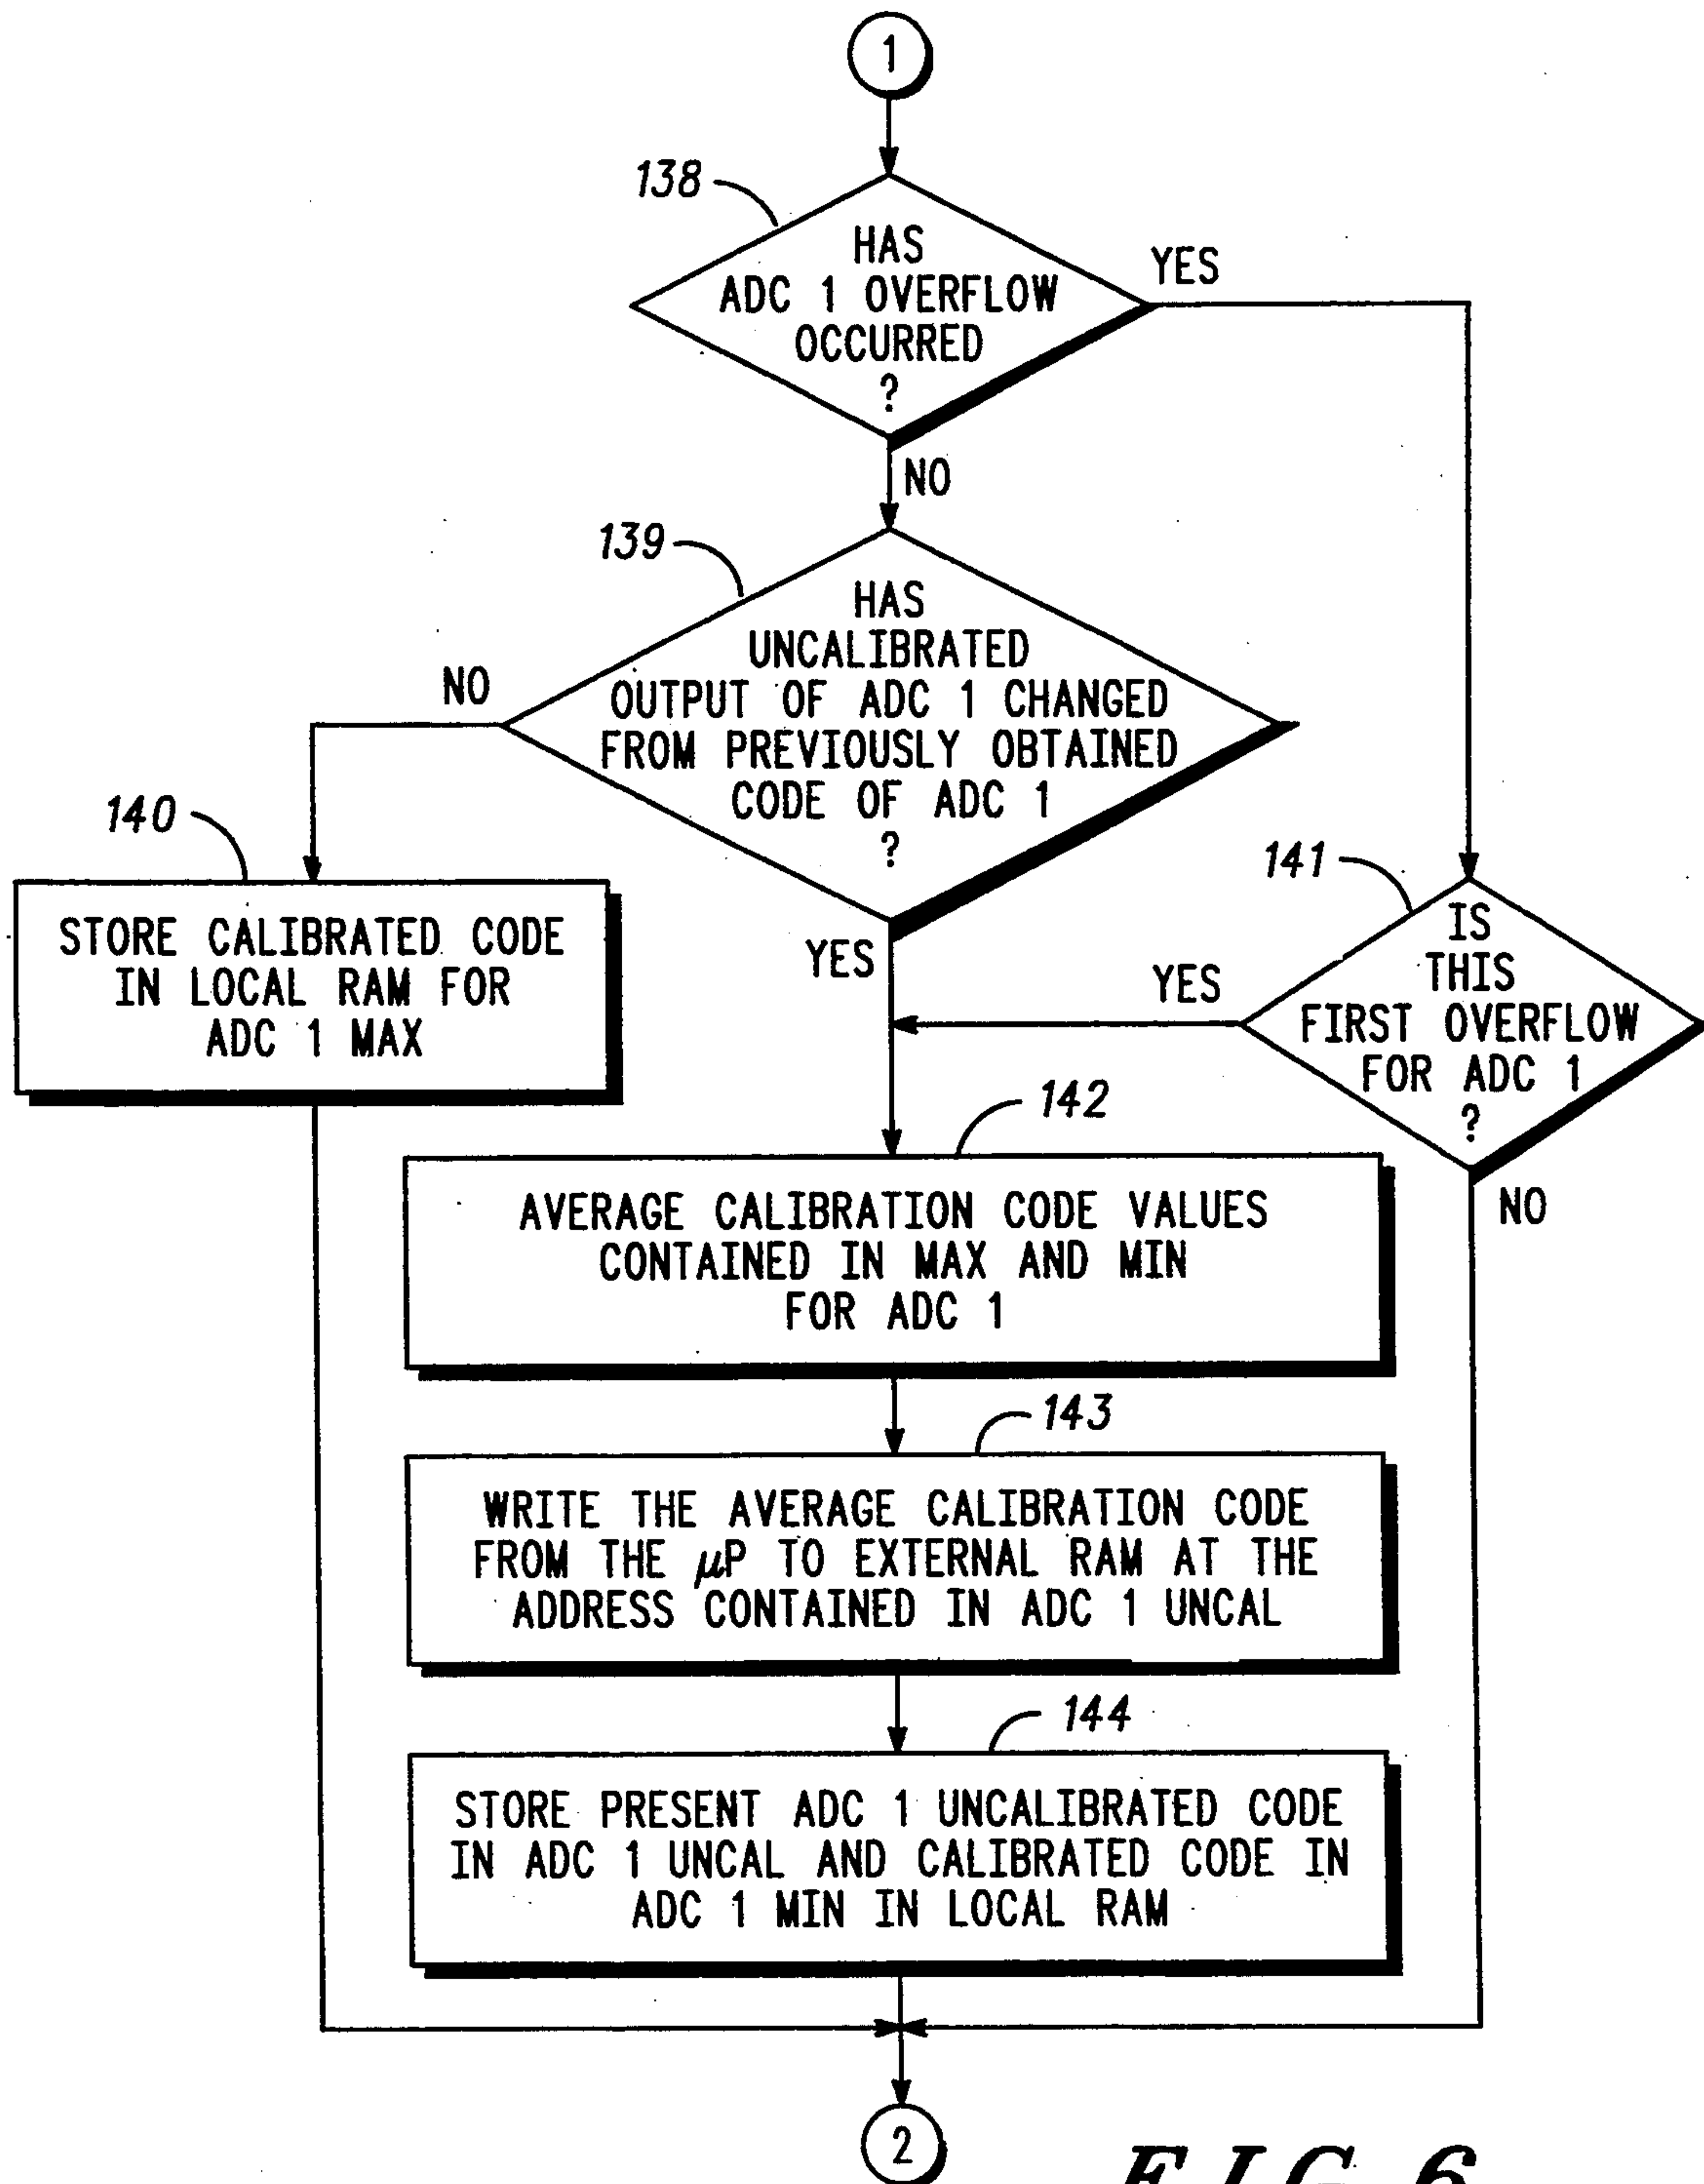 1
138
HAS
ADC 1 OVERFLOW
OCCURRED
?
YES
NO
139
HAS
UNCALIBRATED
OUTPUT OF ADC 1 CHANGED
FROM PREVIOUSLY OBTAINED
CODE OF ADC 1
?
NO
YES
140
STORE CALIBRATED CODE
IN LOCAL RAM FOR
ADC 1 MAX
141
IS
THIS
FIRST OVERFLOW
FOR ADC 1
?
YES
NO
142
AVERAGE CALIBRATION CODE VALUES
CONTAINED IN MAX AND MIN
FOR ADC 1
143
WRITE THE AVERAGE CALIBRATION CODE
FROM THE µP TO EXTERNAL RAM AT THE
ADDRESS CONTAINED IN ADC 1 UNCAL
144
STORE PRESENT ADC 1 UNCALIBRATED CODE
IN ADC 1 UNCAL AND CALIBRATED CODE IN
ADC 1 MIN IN LOCAL RAM
2
FIG. 6